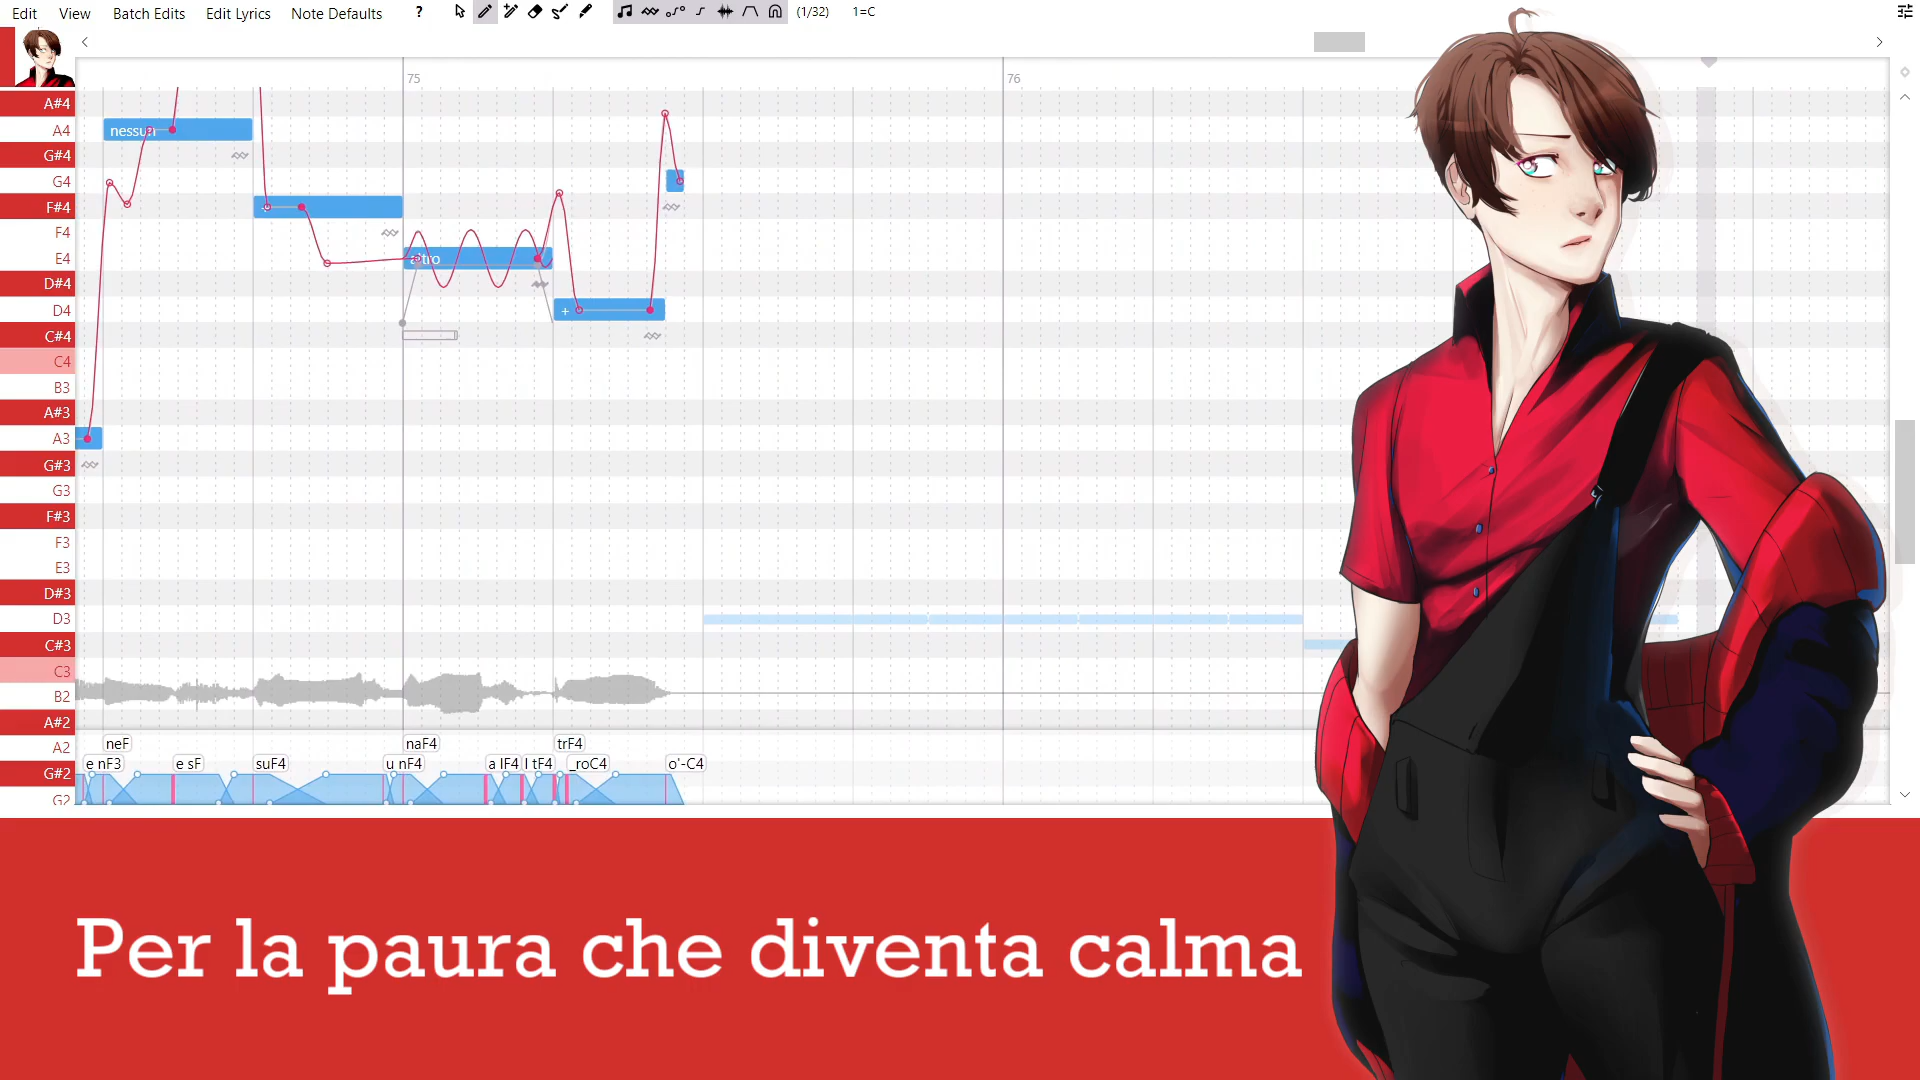 Edit View Batch Edits Edit Lyrics Note Defaults ? (1/32) 1=C
75 76
A#4
A4 nessun
G#4
G4
F#4
F4
E4
D#4
D4 +
C#4
C4
B3
A#3
A3
G#3
G3
F#3
F3
E3
D#3
D3
C#3
C3
B2
A#2
A2 neF naF4 trF4
e nF3 e sF suF4 u nF4 a lF4 l tF4 _roC4 o'-C4
G#2
G2
Per la paura che diventa calma